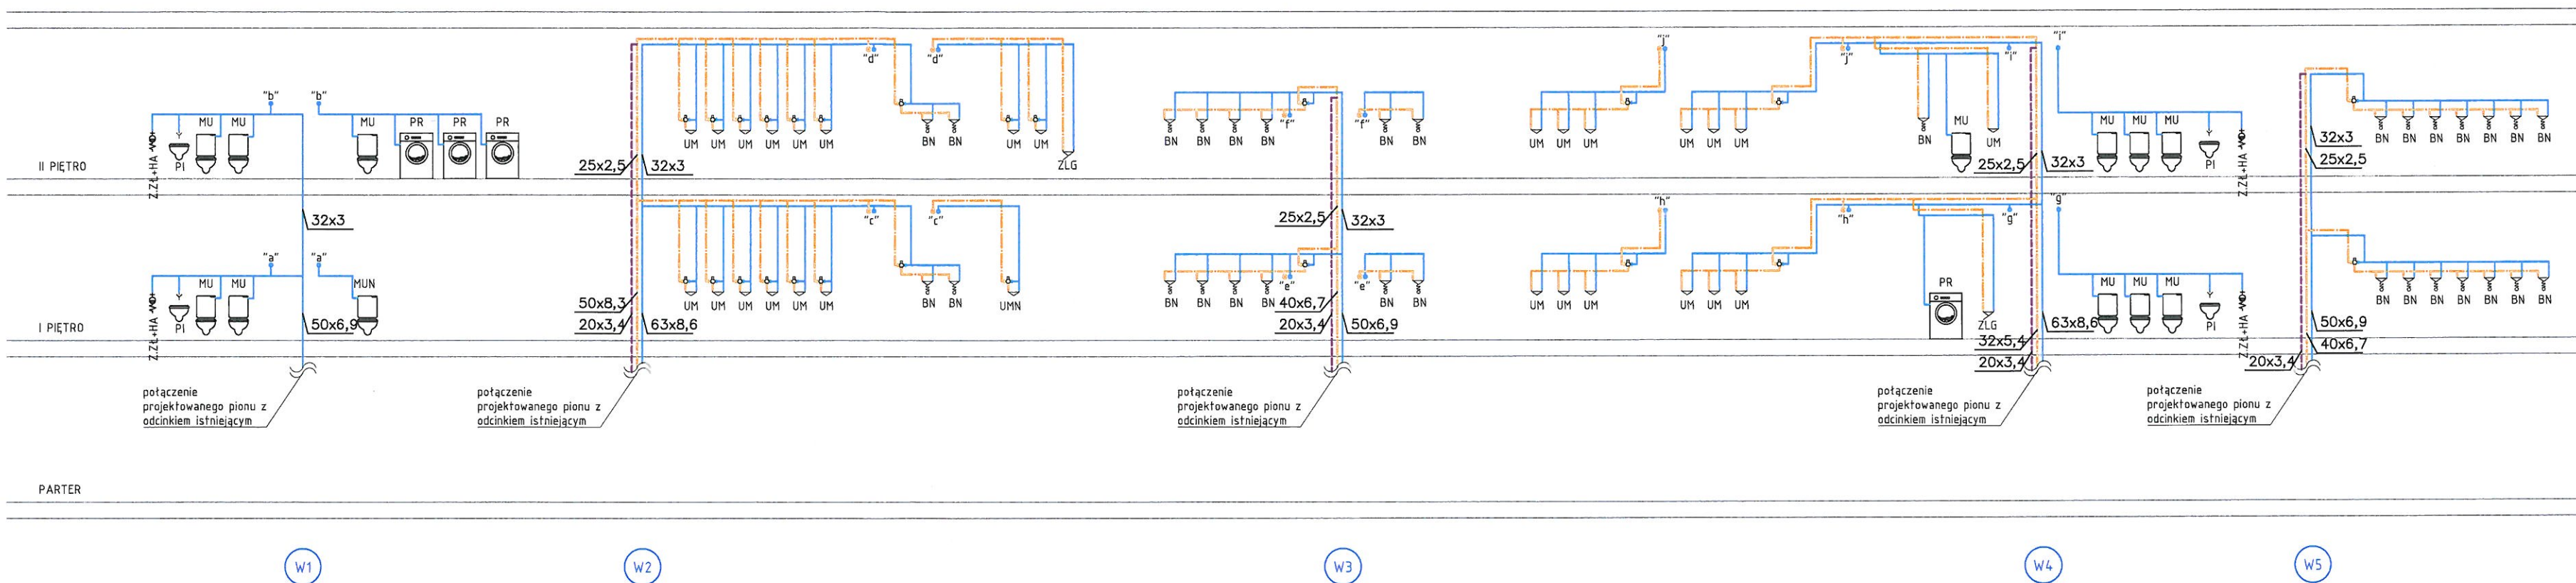 "b" "b"
MU MU MU PR PR PR
Z.ZŁ+HA PI
II PIĘTRO
32x3
"a" "a"
MU MU MUN
Z.ZŁ+HA PI
I PIĘTRO
50x6,9
połączenie
projektowanego pionu z
odcinkiem istniejącym
"d" "d"
UM UM UM UM UM UM BN BN UM UM
ZLG
25x2,5 32x3
"c" "c"
UM UM UM UM UM UM BN BN UMN
50x8,3
20x3,4 63x8,6
połączenie
projektowanego pionu z
odcinkiem istniejącym
"f" "f"
BN BN BN BN BN BN
25x2,5 32x3
"e" "e"
BN BN BN BN BN BN
40x6,7
20x3,4 50x6,9
połączenie
projektowanego pionu z
odcinkiem istniejącym
"j" "j" "i" "i"
UM UM UM UM UM UM BN MU UM
MU MU MU PI
Z.ZŁ+HA
25x2,5 32x3
"h" "h" "g" "g"
UM UM UM UM UM UM PR ZLG
MU MU MU PI
Z.ZŁ+HA
63x8,6
32x5,4
20x3,4
połączenie
projektowanego pionu z
odcinkiem istniejącym
BN BN BN BN BN BN BN
32x3
25x2,5
BN BN BN BN BN BN BN
50x6,9
40x6,7
20x3,4
połączenie
projektowanego pionu z
odcinkiem istniejącym
PARTER
W1 W2 W3 W4 W5